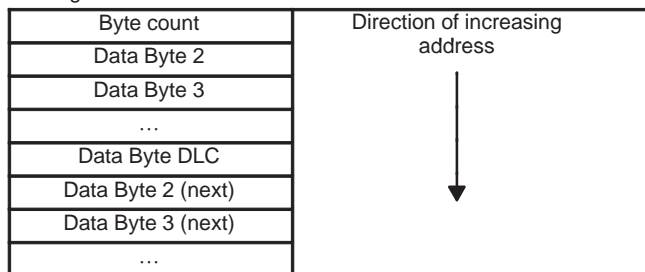 Byte count
Direction of increasing
address
Data Byte 2
Data Byte 3
…
Data Byte DLC
Data Byte 2 (next)
Data Byte 3 (next)
…